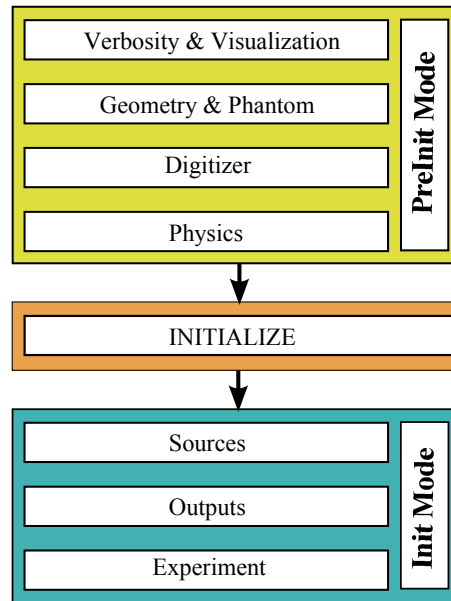 Verbosity & Visualization
Geometry & Phantom
Digitizer
Physics
PreInit Mode
INITIALIZE
Sources
Outputs
Experiment
Init Mode